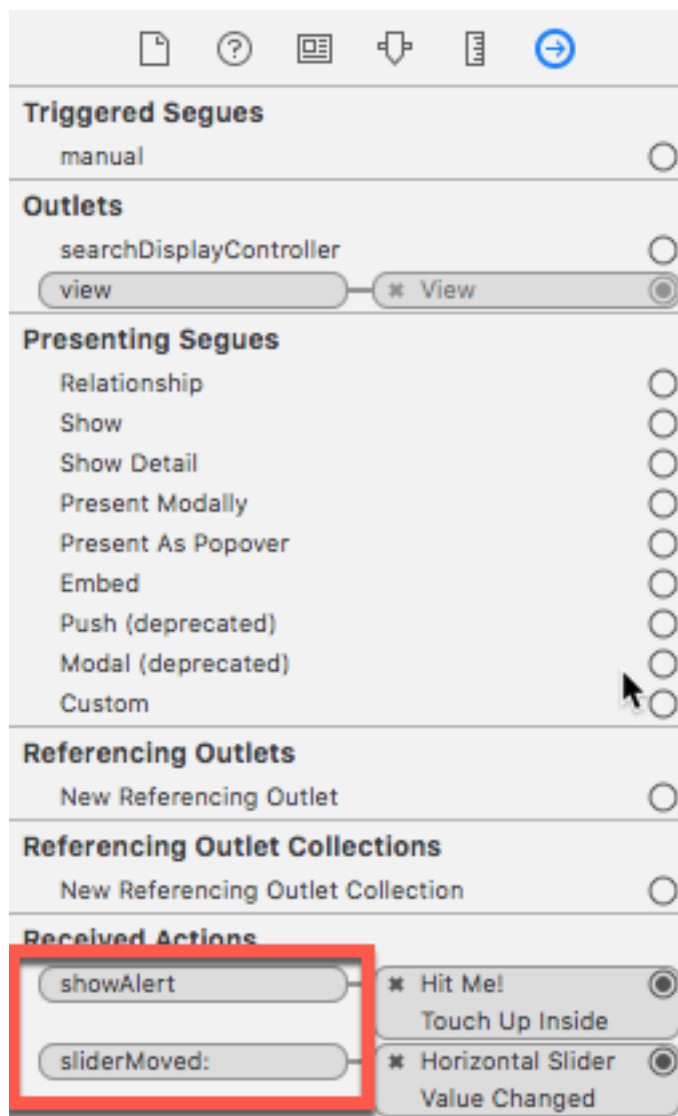 Triggered Segues
manual
Outlets
searchDisplayController
view View
Presenting Segues
Relationship
Show
Show Detail
Present Modally
Present As Popover
Embed
Push (deprecated)
Modal (deprecated)
Custom
Referencing Outlets
New Referencing Outlet
Referencing Outlet Collections
New Referencing Outlet Collection
Received Actions
showAlert Hit Me!
Touch Up Inside
sliderMoved: Horizontal Slider
Value Changed